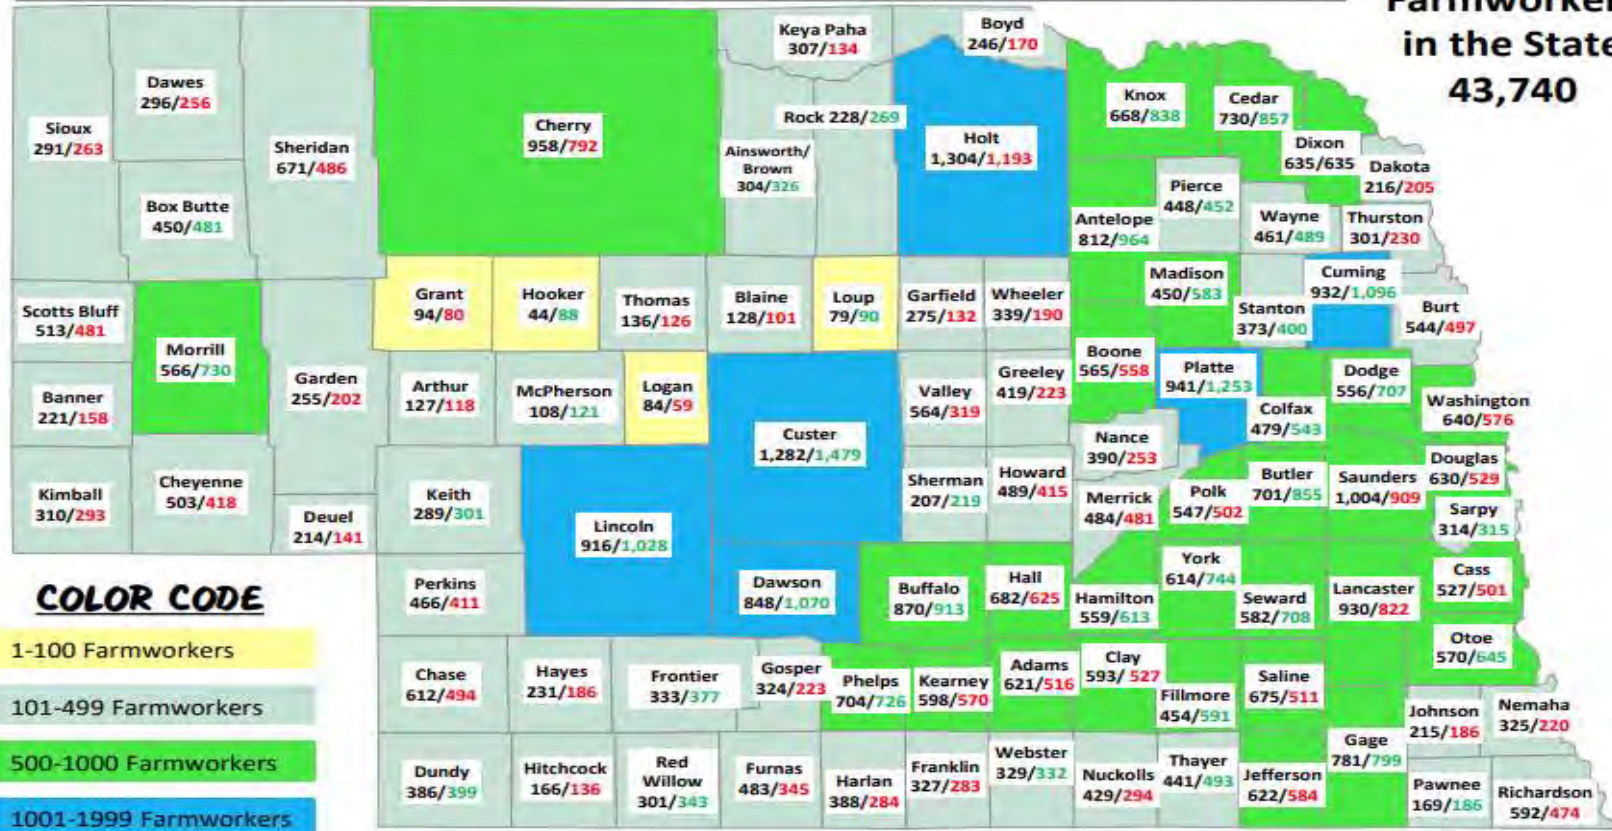 Farmworker
in the State
43,740
Keya Paha
307/134
Boyd
246/170
Dawes
296/256
Sioux
291/263
Sheridan
671/486
Cherry
958/792
Rock 228/269
Holt
1,304/1,193
Knox
668/838
Cedar
730/857
Dixon
635/635
Dakota
216/205
Ainsworth/
Brown
304/326
Box Butte
450/481
Pierce
448/452
Antelope
812/964
Wayne
461/489
Thurston
301/230
Scotts Bluff
513/481
Morrill
566/730
Grant
94/80
Hooker
44/88
Thomas
136/126
Blaine
128/101
Loup
79/90
Garfield
275/132
Wheeler
339/190
Madison
450/583
Stanton
373/400
Cuming
932/1,096
Burt
544/497
Banner
221/158
Garden
255/202
Arthur
127/118
McPherson
108/121
Logan
84/59
Custer
1,282/1,479
Valley
564/319
Greeley
419/223
Boone
565/558
Platte
941/1,253
Colfax
479/543
Dodge
556/707
Washington
640/576
Nance
390/253
Kimball
310/293
Cheyenne
503/418
Deuel
214/141
Keith
289/301
Lincoln
916/1,028
Sherman
207/219
Howard
489/415
Merrick
484/481
Polk
547/502
Butler
701/855
Saunders
1,004/909
Douglas
630/529
Sarpy
314/315
Perkins
466/411
Dawson
848/1,070
Buffalo
870/913
Hall
682/625
Hamilton
559/613
York
614/744
Seward
582/708
Lancaster
930/822
Cass
527/501
Otoe
570/645
COLOR CODE
1-100 Farmworkers
101-499 Farmworkers
500-1000 Farmworkers
1001-1999 Farmworkers
Chase
612/494
Hayes
231/186
Frontier
333/377
Gosper
324/223
Phelps
704/726
Kearney
598/570
Adams
621/516
Clay
593/ 527
Fillmore
454/591
Saline
675/511
Johnson
215/186
Nemaha
325/220
Dundy
386/399
Hitchcock
166/136
Red
Willow
301/343
Furnas
483/345
Harlan
388/284
Franklin
327/283
Webster
329/332
Nuckolls
429/294
Thayer
441/493
Jefferson
622/584
Gage
781/799
Pawnee
169/186
Richardson
592/474